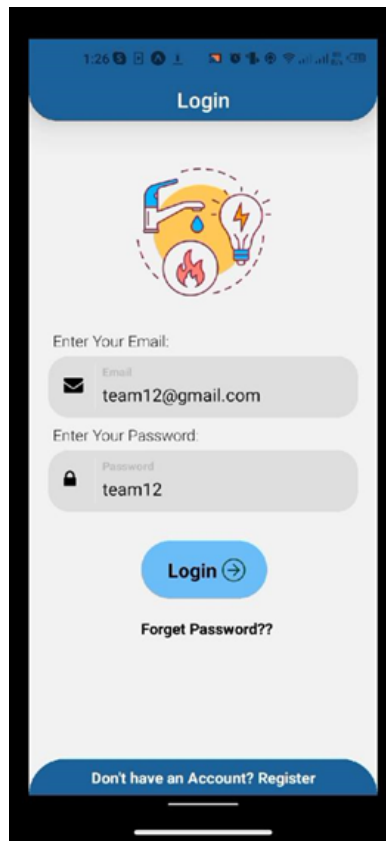 1:26
Login
Enter Your Email:
Email
team12@gmail.com
Enter Your Password:
Password
team12
Login
Forget Password??
Don't have an Account? Register